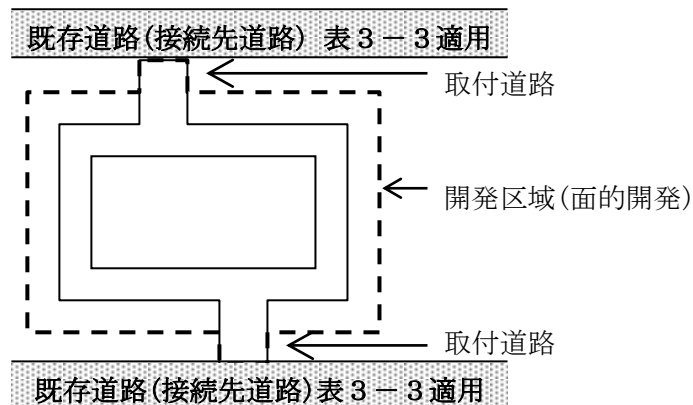 既存道路(接続先道路) 表３－３適用
取付道路
開発区域(面的開発)
取付道路
既存道路(接続先道路)表３－３適用